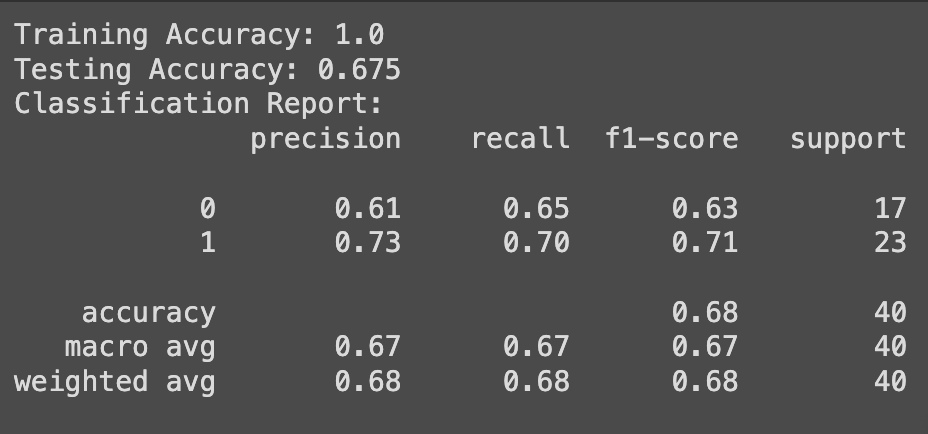 Training Accuracy: 1.0
Testing Accuracy: 0.675
Classification Report:
precision recall f1-score support
0 0.61 0.65 0.63 17
1 0.73 0.70 0.71 23
accuracy 0.68 40
macro avg 0.67 0.67 0.67 40
weighted avg 0.68 0.68 0.68 40